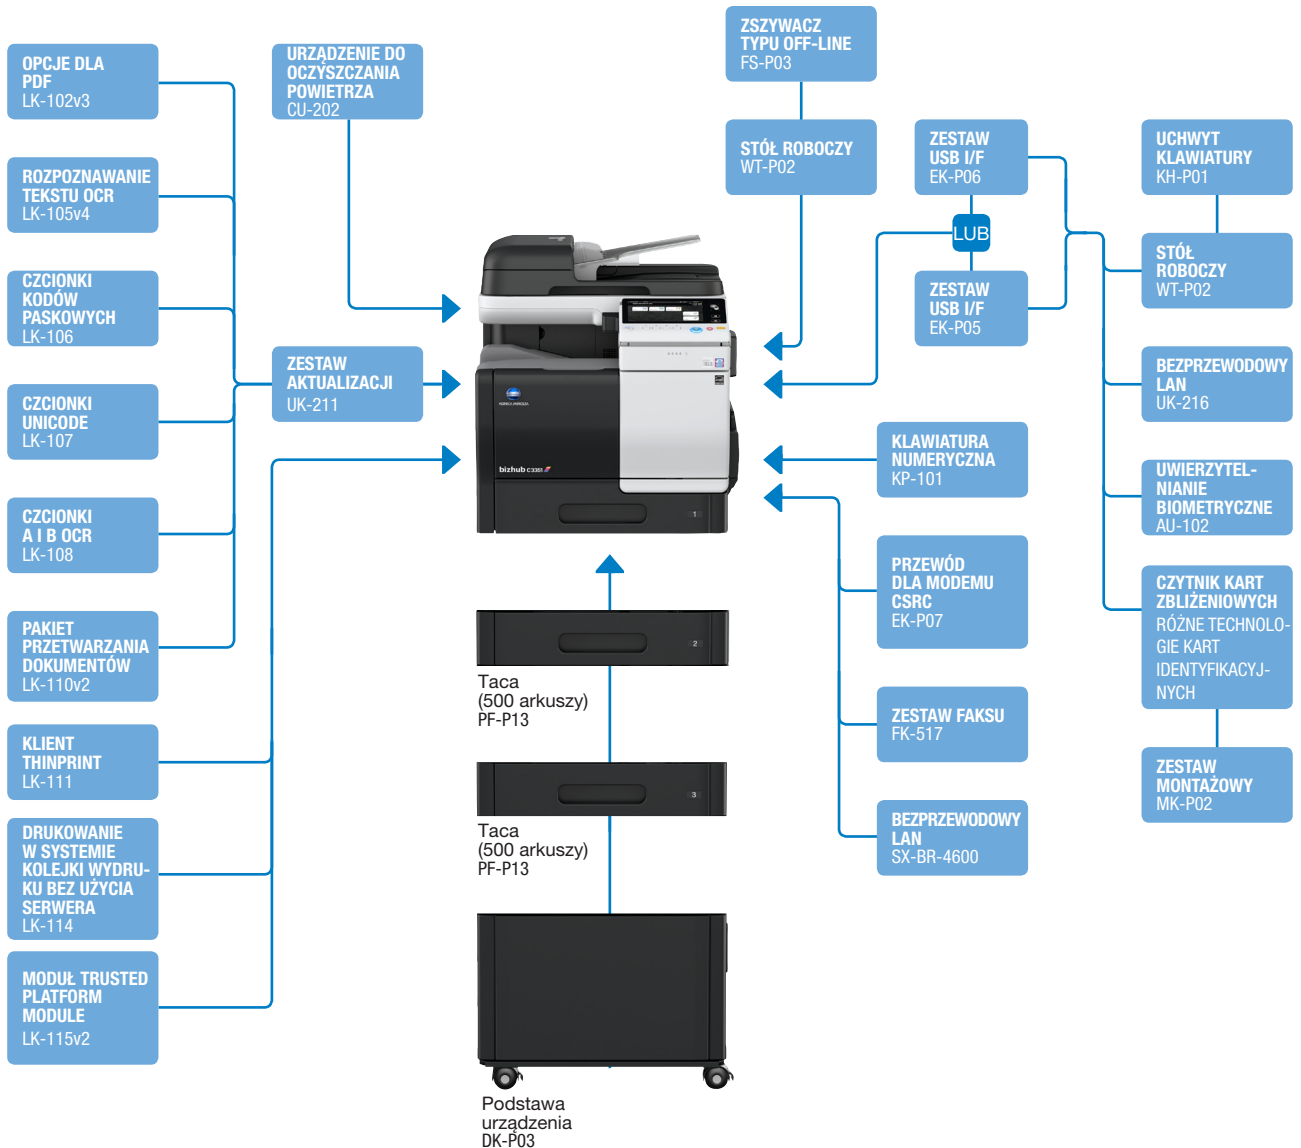 OPCJE DLA
PDF
LK-102v3
ROZPOZNAWANIE
TEKSTU OCR
LK-105v4
CZCIONKI
KODÓW
PASKOWYCH
LK-106
CZCIONKI
UNICODE
LK-107
CZCIONKI
A I B OCR
LK-108
PAKIET
PRZETWARZANIA
DOKUMENTÓW
LK-110v2
KLIENT
THINPRINT
LK-111
DRUKOWANIE
W SYSTEMIE
KOLEJKI WYDRU-
KU BEZ UŻYCIA
SERWERA
LK-114
MODUŁ TRUSTED
PLATFORM
MODULE
LK-115v2
URZĄDZENIE DO
OCZYSZCZANIA
POWIETRZA
CU-202
ZESTAW
AKTUALIZACJI
UK-211
KONICA MINOLTA
bizhub C3351
1
2
Taca
(500 arkuszy)
PF-P13
3
Taca
(500 arkuszy)
PF-P13
Podstawa
urządzenia
DK-P03
ZSZYWACZ
TYPU OFF-LINE
FS-P03
STÓŁ ROBOCZY
WT-P02
ZESTAW
USB I/F
EK-P06
LUB
ZESTAW
USB I/F
EK-P05
KLAWIATURA
NUMERYCZNA
KP-101
PRZEWÓD
DLA MODEMU
CSRC
EK-P07
ZESTAW FAKSU
FK-517
BEZPRZEWODOWY
LAN
SX-BR-4600
UCHWYT
KLAWIATURY
KH-P01
STÓŁ
ROBOCZY
WT-P02
BEZPRZEWODOWY
LAN
UK-216
UWIERZYTEL-
NIANIE
BIOMETRYCZNE
AU-102
CZYTNIK KART
ZBLIŻENIOWYCH
RÓŻNE TECHNOLO-
GIE KART
IDENTYFIKACYJ-
NYCH
ZESTAW
MONTAŻOWY
MK-P02